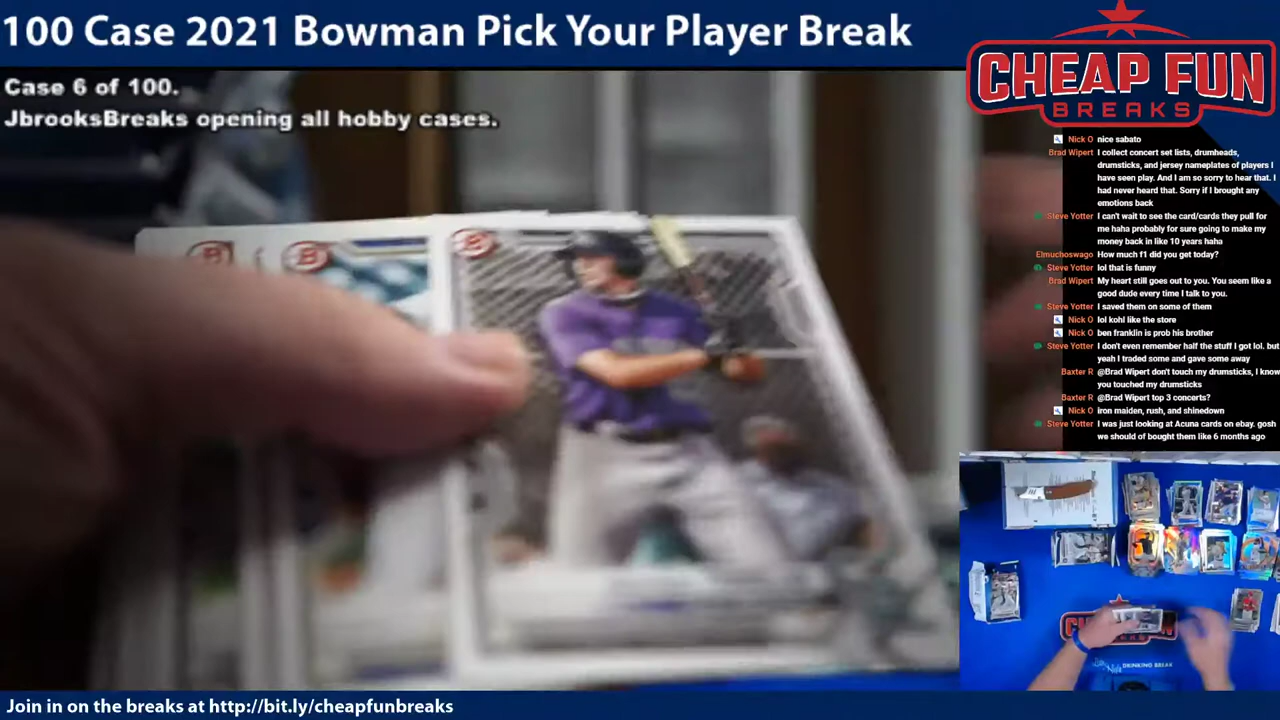 100 Case 2021 Bowman Pick Your Player Break
Case 6 of 100.
JbrooksBreaks opening all hobby cases.
CHEAP FUN
BREAKS
Nick O nice sabato
Brad Wipert I collect concert set lists, drumheads,
drumsticks, and jersey nameplates of players I
have seen play. And I am so sorry to hear that. I
had never heard that. Sorry if I brought any
emotions back
Steve Yotter I can't wait to see the card/cards they pull for
me haha probably for sure going to make my
money back in like 10 years haha
Elmuchoswago How much f1 did you get today?
Steve Yotter lol that is funny
Brad Wipert My heart still goes out to you. You seem like a
good dude every time I talk to you.
Steve Yotter I saved them on some of them
Nick O lol kohl like the store
Nick O ben franklin is prob his brother
Steve Yotter I don't even remember half the stuff I got lol. but
yeah I traded some and gave some away
Baxter R @Brad Wipert don't touch my drumsticks, I know
you touched my drumsticks
Baxter R @Brad Wipert top 3 concerts?
Nick O iron maiden, rush, and shinedown
Steve Yotter I was just looking at Acuna cards on ebay. gosh
we should of bought them like 6 months ago
B
B
B
CHEAP FUN
BREAKS
DRINKING BREAK
Join in on the breaks at http://bit.ly/cheapfunbreaks